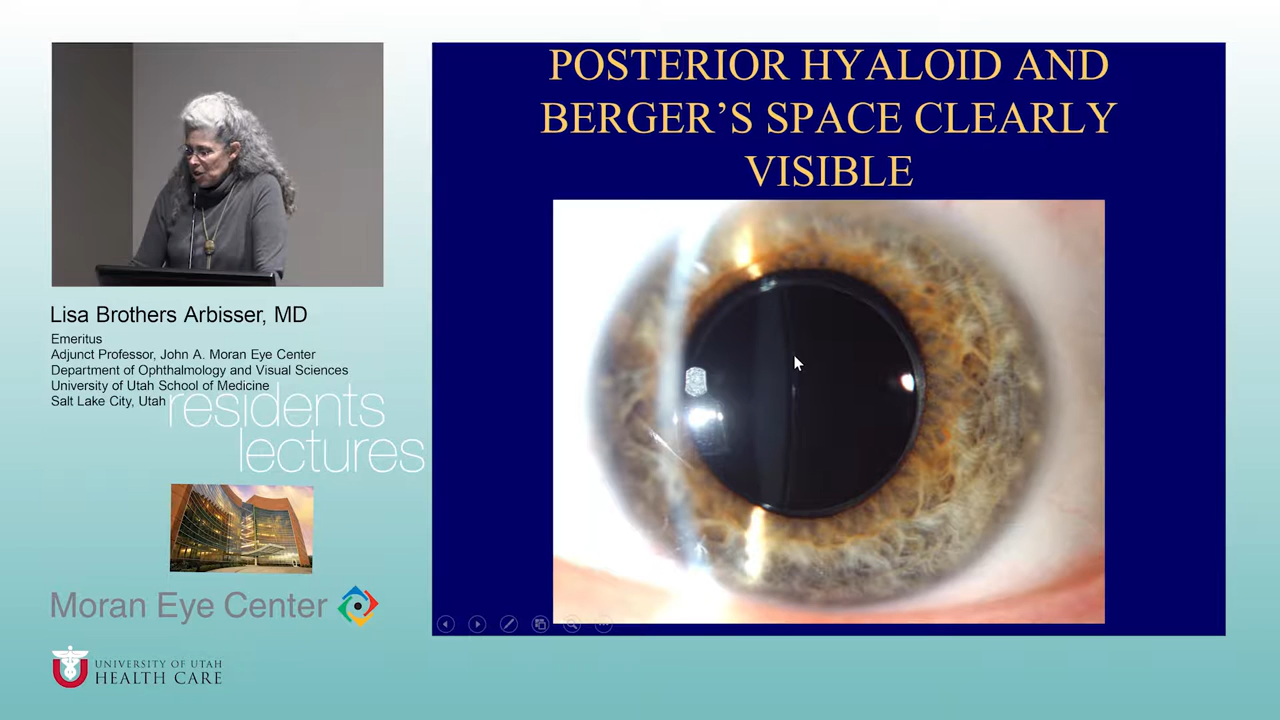 POSTERIOR HYALOID AND
BERGER’S SPACE CLEARLY
VISIBLE
Lisa Brothers Arbisser, MD
Emeritus
Adjunct Professor, John A. Moran Eye Center
Department of Ophthalmology and Visual Sciences
University of Utah School of Medicine
Salt Lake City, Utah
residents
lectures
Moran Eye Center
UNIVERSITY OF UTAH
HEALTH CARE